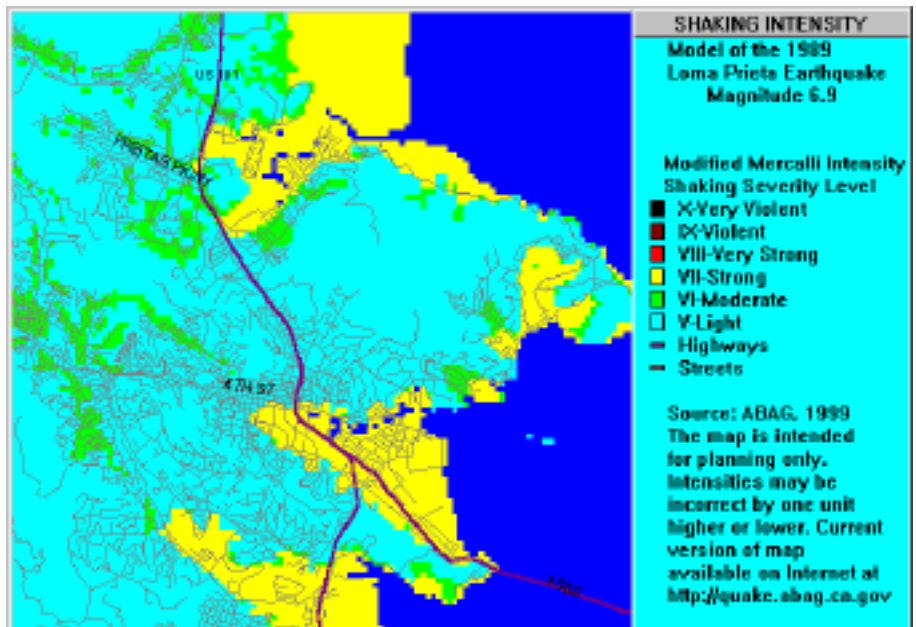 SHAKING INTENSITY
Model of the 1989
Loma Prieta Earthquake
Magnitude 6.9
Modified Mercalli Intensity
Shaking Severity Level
X-Very Violent
IX-Violent
VIII-Very Strong
VII-Strong
VI-Moderate
V-Light
Highways
Streets
Source: ABAG, 1999
The map is intended
for planning only.
Intensities may be
incorrect by one unit
higher or lower. Current
version of map
available on Internet at
http://quake.abag.ca.gov
US 101
FREITAS PKWY
4TH ST